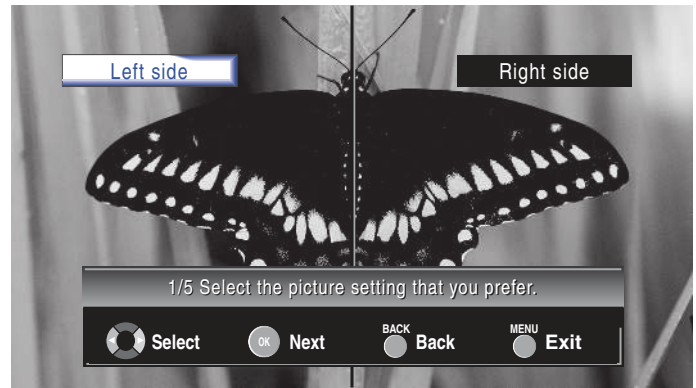 Left side
Right side
1/5 Select the picture setting that you prefer.
Select
OK Next
BACK Back
MENU Exit